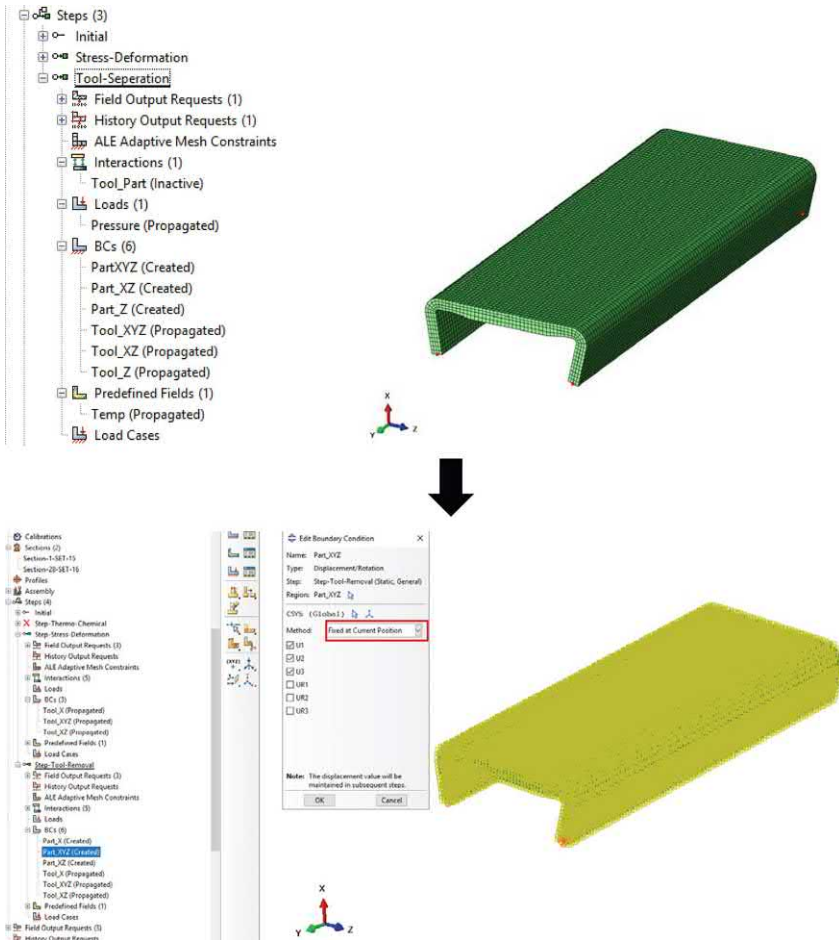 Steps (3)
Initial
Stress-Deformation
Tool-Seperation
Field Output Requests (1)
History Output Requests (1)
ALE Adaptive Mesh Constraints
Interactions (1)
Tool_Part (Inactive)
Loads (1)
Pressure (Propagated)
BCs (6)
PartXYZ (Created)
Part_XZ (Created)
Part_Z (Created)
Tool_XYZ (Propagated)
Tool_XZ (Propagated)
Tool_Z (Propagated)
Predefined Fields (1)
Temp (Propagated)
Load Cases
X
Y
Z
Calibrations
Sections (2)
Section-1-SET-15
Section-20-SET-16
Profiles
Assembly
Steps (4)
Initial
Step-Thermo-Chemical
Step-Stress-Deformation
Field Output Requests (3)
History Output Requests
ALE Adaptive Mesh Constraints
Interactions (5)
Loads
BCs (3)
Tool_X (Propagated)
Tool_XYZ (Propagated)
Tool_XZ (Propagated)
Predefined Fields (1)
Load Cases
Step-Tool-Removal
Field Output Requests (3)
History Output Requests
ALE Adaptive Mesh Constraints
Interactions (5)
Loads
BCs (6)
Part_X (Created)
Part_XYZ (Created)
Part_XZ (Created)
Tool_X (Propagated)
Tool_XYZ (Propagated)
Tool_XZ (Propagated)
Predefined Fields (1)
Load Cases
Field Output Requests (3)
History Output Requests
Edit Boundary Condition
Name: Part_XYZ
Type: Displacement/Rotation
Step: Step-Tool-Removal (Static, General)
Region: Part_XYZ
CSYS: (Global)
Method: Fixed at Current Position
U1
U2
U3
UR1
UR2
UR3
Note: The displacement value will be
maintained in subsequent steps.
OK Cancel
X
Y
Z